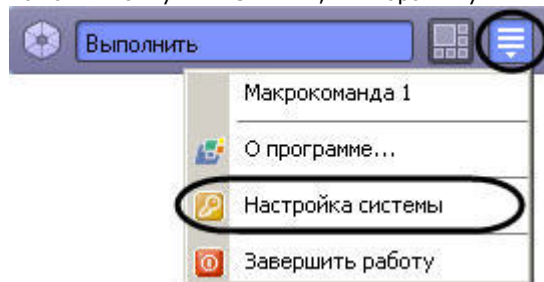 Выполнить
Макрокоманда 1
О программе...
Настройка системы
Завершить работу